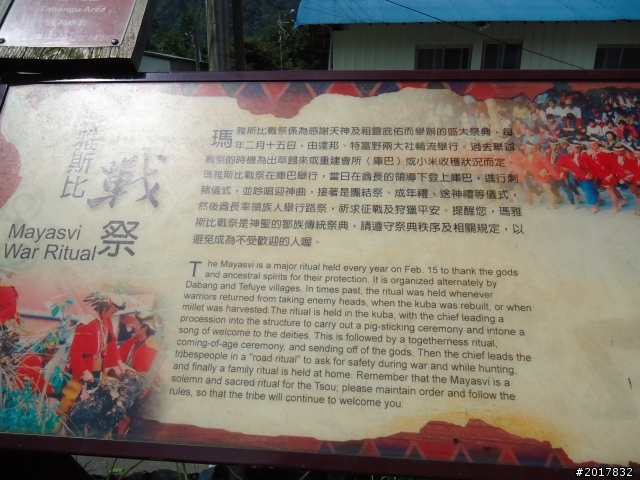 Tabangu Area
瑪雅斯比
戰
祭
Mayasvi
War Ritual
瑪雅斯比戰祭係為感謝天神及祖靈庇佑而舉辦的盛大祭典，每
年二月十五日，由達邦、特富野兩大社輪流舉行，過去舉辦
戰祭的時機為出草歸來或重建會所（庫巴）或小米收穫狀況而定，
瑪雅斯比戰祭在庫巴舉行，當日在酋長的領導下登上庫巴，進行刺
豬儀式，並吟唱迎神曲，接著是團結祭、成年禮、送神禮等儀式，
然後酋長率領族人舉行路祭，祈求征戰及狩獵平安。提醒您，瑪雅
斯比戰祭是神聖的鄒族傳統祭典，請遵守祭典秩序及相關規定，以
避免成為不受歡迎的人喔。
The Mayasvi is a major ritual held every year on Feb. 15 to thank the gods
and ancestral spirits for their protection. It is organized alternately by
Dabang and Tefuye villages. In times past, the ritual was held whenever
warriors returned from taking enemy heads, when the kuba was rebuilt, or when
millet was harvested.The ritual is held in the kuba, with the chief leading a
procession into the structure to carry out a pig-sticking ceremony and intone a
song of welcome to the deities. This is followed by a togetherness ritual,
coming-of-age ceremony, and sending off of the gods. Then the chief leads the
tribespeople in a "road ritual" to ask for safety during war and while hunting,
and finally a family ritual is held at home. Remember that the Mayasvi is a
solemn and sacred ritual for the Tsou; please maintain order and follow the
rules, so that the tribe will continue to welcome you.
#2017832